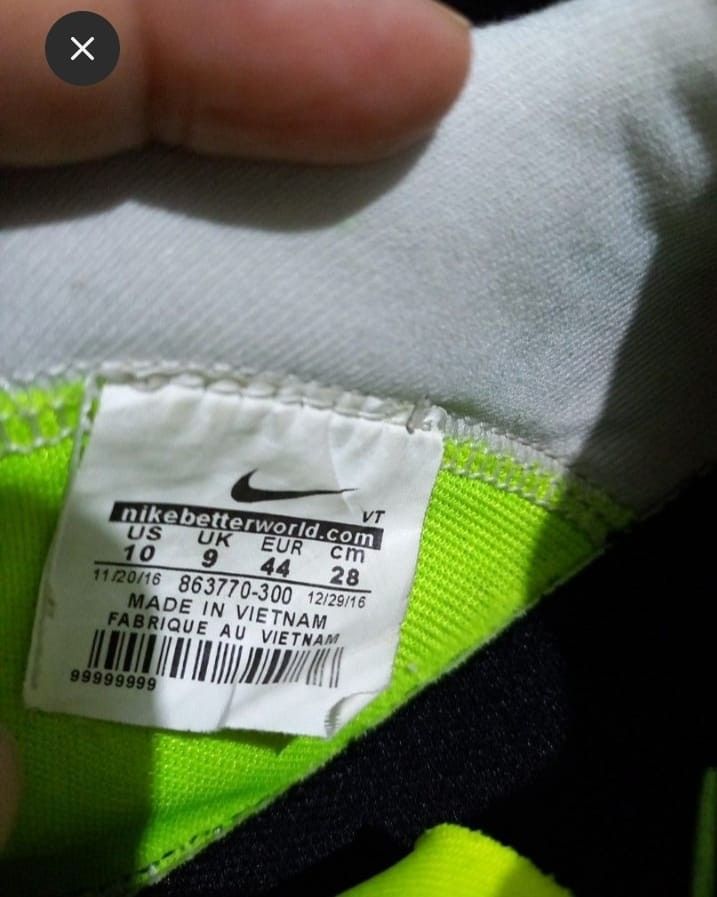 VT
nikebetterworld.com
US UK EUR cm
10 9 44 28
11/20/16 863770-300 12/29/16
MADE IN VIETNAM
FABRIQUE AU VIETNAM
99999999